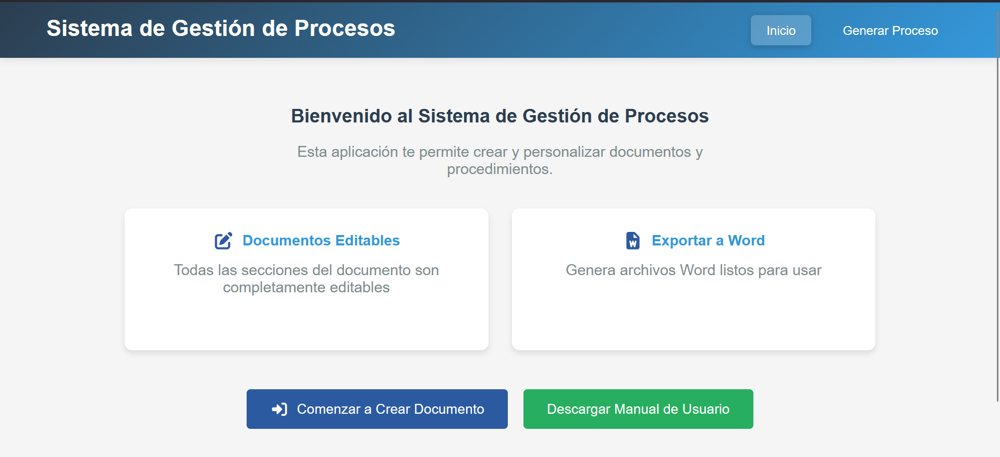 Sistema de Gestión de Procesos
Inicio
Generar Proceso
Bienvenido al Sistema de Gestión de Procesos
Esta aplicación te permite crear y personalizar documentos y
procedimientos.
Documentos Editables
Todas las secciones del documento son
completamente editables
Exportar a Word
Genera archivos Word listos para usar
Comenzar a Crear Documento
Descargar Manual de Usuario